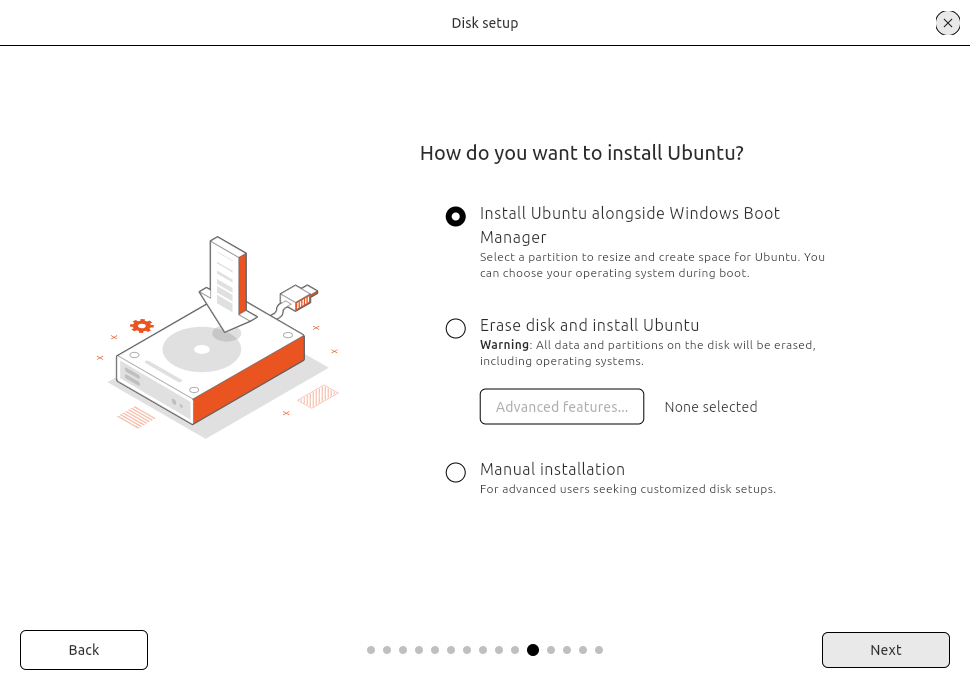 Disk setup
How do you want to install Ubuntu?
Install Ubuntu alongside Windows Boot
Manager
Select a partition to resize and create space for Ubuntu. You
can choose your operating system during boot.
Erase disk and install Ubuntu
Warning: All data and partitions on the disk will be erased,
including operating systems.
Advanced features... None selected
Manual installation
For advanced users seeking customized disk setups.
Back Next